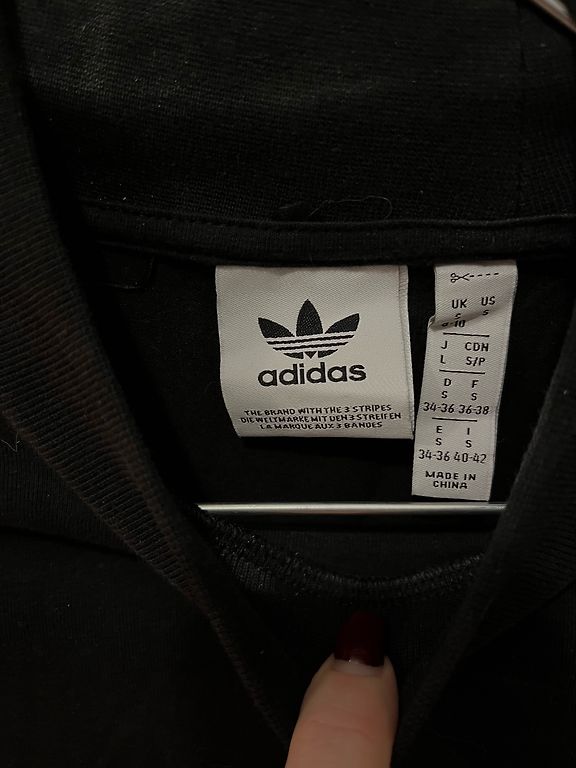 adidas
THE BRAND WITH THE 3 STRIPES
DIE WELTMARKE MIT DEN 3 STREIFEN
LA MARQUE AUX 3 BANDES
UK US
S S
J CDN
L S/P
D F
S S
34-36 36-38
E I
S S
34-36 40-42
MADE IN
CHINA